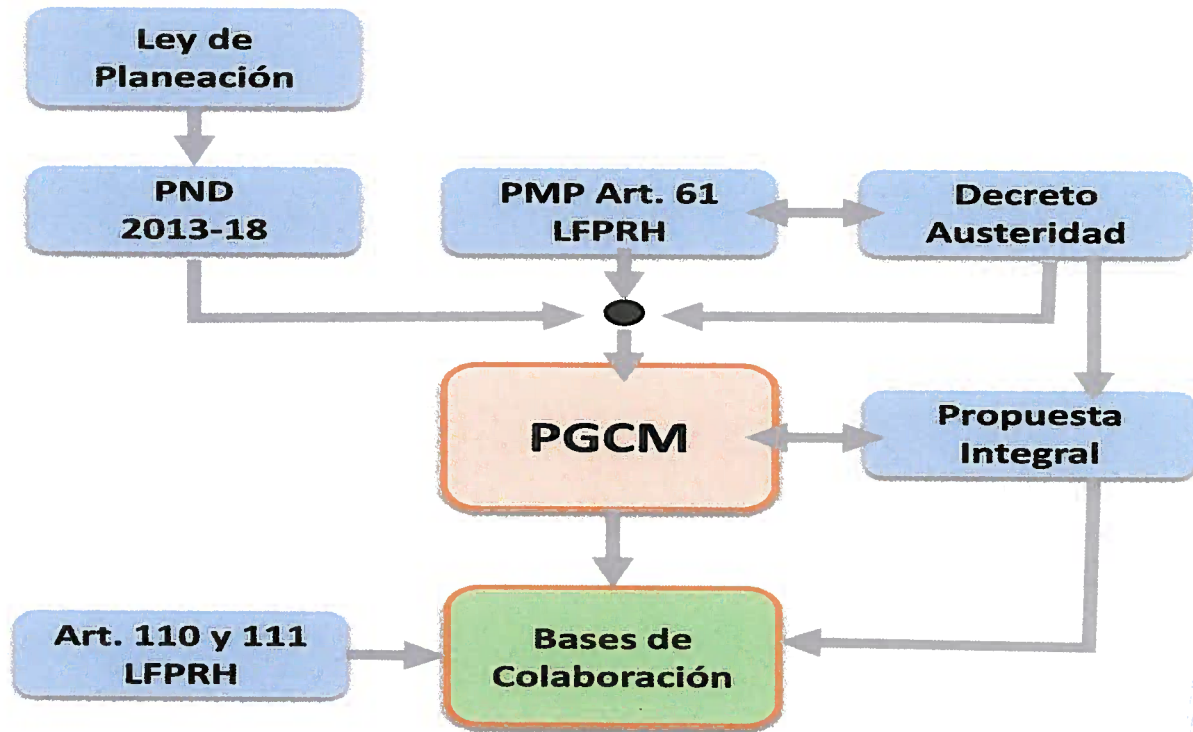 Ley de
Planeación
PND
2013-18
PMP Art. 61
LFPRH
Decreto
Austeridad
PGCM
Propuesta
Integral
Art. 110 y 111
LFPRH
Bases de
Colaboración